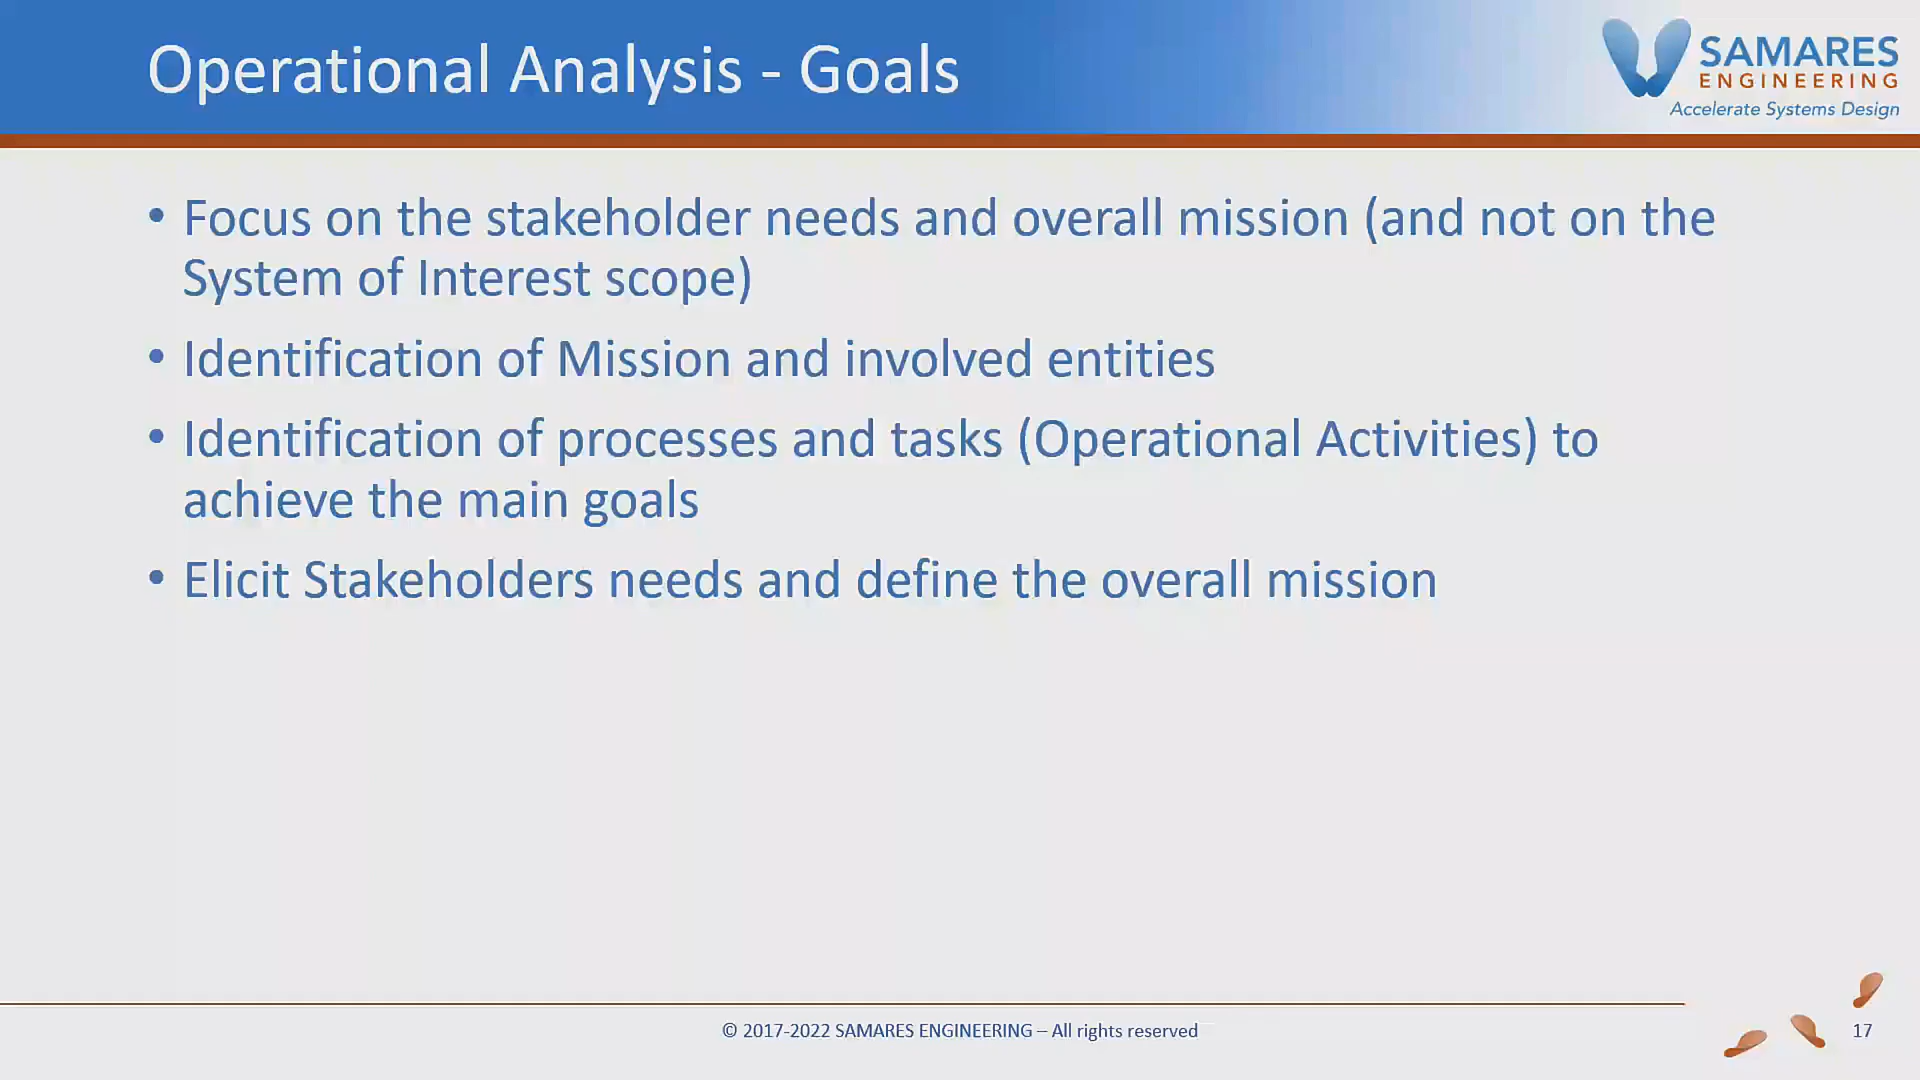 Operational Analysis - Goals
SAMARES
ENGINEERING
Accelerate Systems Design
• Focus on the stakeholder needs and overall mission (and not on the
System of Interest scope)
• Identification of Mission and involved entities
• Identification of processes and tasks (Operational Activities) to
achieve the main goals
• Elicit Stakeholders needs and define the overall mission
© 2017-2022 SAMARES ENGINEERING – All rights reserved
17